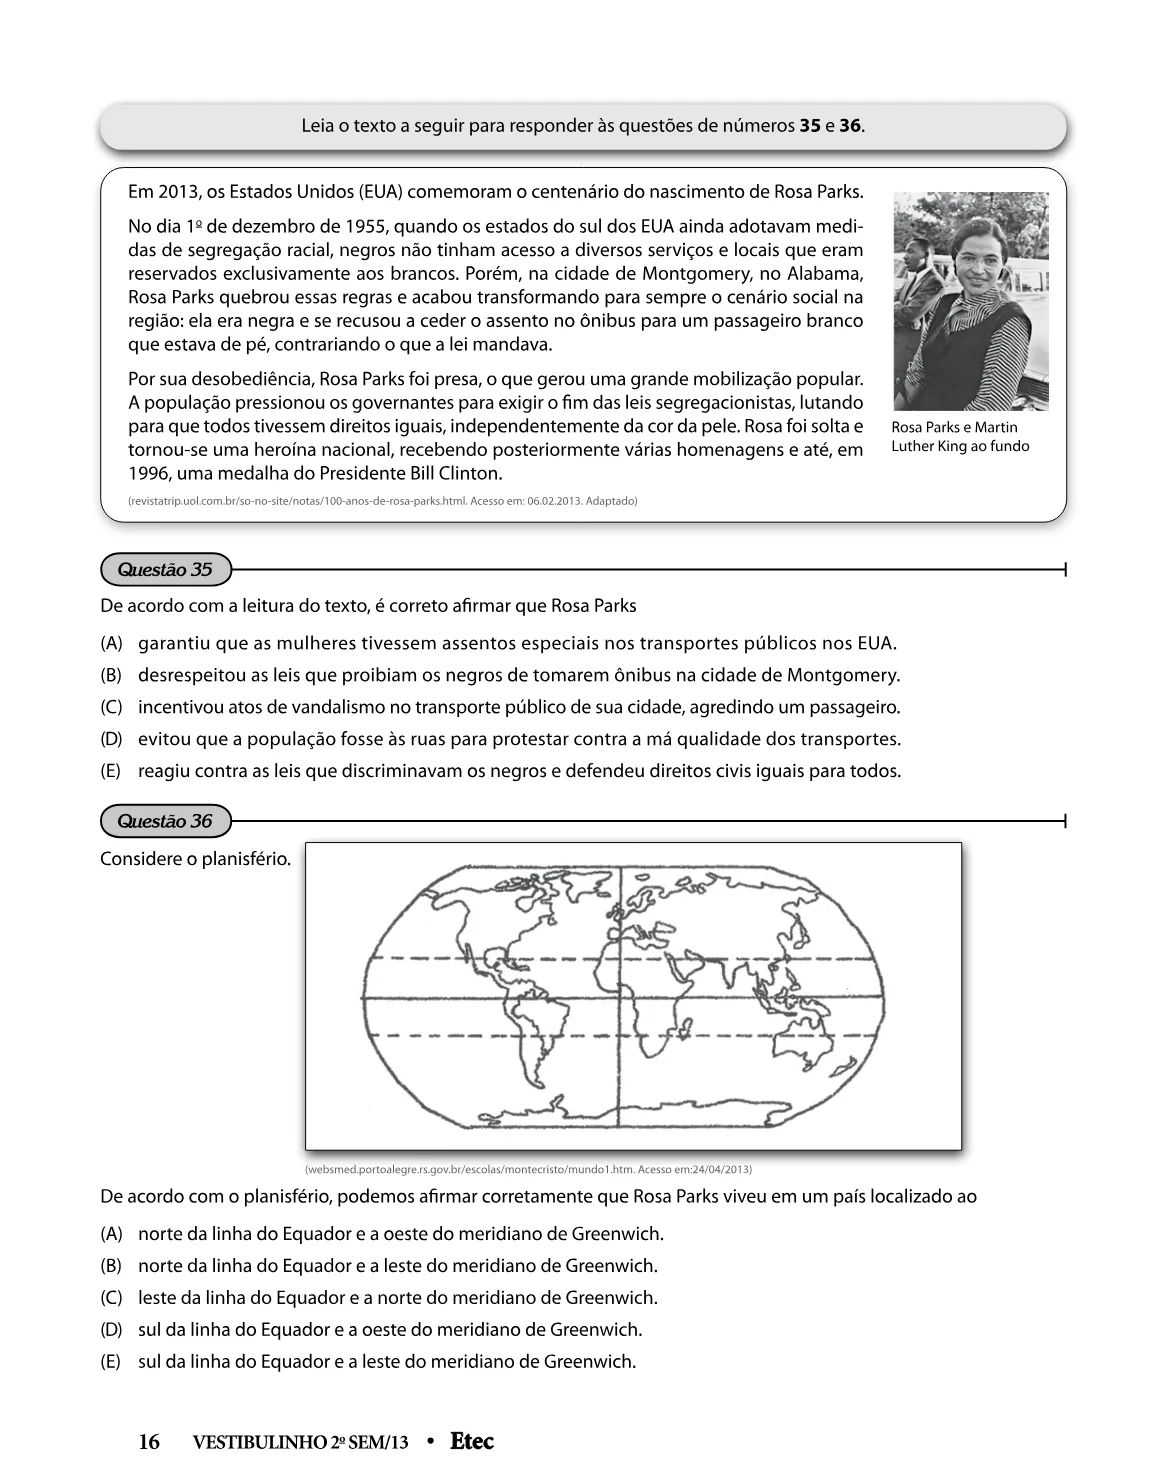 Leia o texto a seguir para responder às questões de números 35 e 36.
Em 2013, os Estados Unidos (EUA) comemoram o centenário do nascimento de Rosa Parks.
No dia 1º de dezembro de 1955, quando os estados do sul dos EUA ainda adotavam medi-
das de segregação racial, negros não tinham acesso a diversos serviços e locais que eram
reservados exclusivamente aos brancos. Porém, na cidade de Montgomery, no Alabama,
Rosa Parks quebrou essas regras e acabou transformando para sempre o cenário social na
região: ela era negra e se recusou a ceder o assento no ônibus para um passageiro branco
que estava de pé, contrariando o que a lei mandava.
Por sua desobediência, Rosa Parks foi presa, o que gerou uma grande mobilização popular.
A população pressionou os governantes para exigir o fim das leis segregacionistas, lutando
para que todos tivessem direitos iguais, independentemente da cor da pele. Rosa foi solta e
tornou-se uma heroína nacional, recebendo posteriormente várias homenagens e até, em
1996, uma medalha do Presidente Bill Clinton.
(revistatrip.uol.com.br/so-no-site/notas/100-anos-de-rosa-parks.html. Acesso em: 06.02.2013. Adaptado)
Rosa Parks e Martin
Luther King ao fundo
Questão 35
De acordo com a leitura do texto, é correto afirmar que Rosa Parks
(A) garantiu que as mulheres tivessem assentos especiais nos transportes públicos nos EUA.
(B) desrespeitou as leis que proibiam os negros de tomarem ônibus na cidade de Montgomery.
(C) incentivou atos de vandalismo no transporte público de sua cidade, agredindo um passageiro.
(D) evitou que a população fosse às ruas para protestar contra a má qualidade dos transportes.
(E) reagiu contra as leis que discriminavam os negros e defendeu direitos civis iguais para todos.
Questão 36
Considere o planisfério.
(websmed.portoalegre.rs.gov.br/escolas/montecristo/mundo1.htm. Acesso em:24/04/2013)
De acordo com o planisfério, podemos afirmar corretamente que Rosa Parks viveu em um país localizado ao
(A) norte da linha do Equador e a oeste do meridiano de Greenwich.
(B) norte da linha do Equador e a leste do meridiano de Greenwich.
(C) leste da linha do Equador e a norte do meridiano de Greenwich.
(D) sul da linha do Equador e a oeste do meridiano de Greenwich.
(E) sul da linha do Equador e a leste do meridiano de Greenwich.
16 VESTIBULINHO 2º SEM/13 • Etec